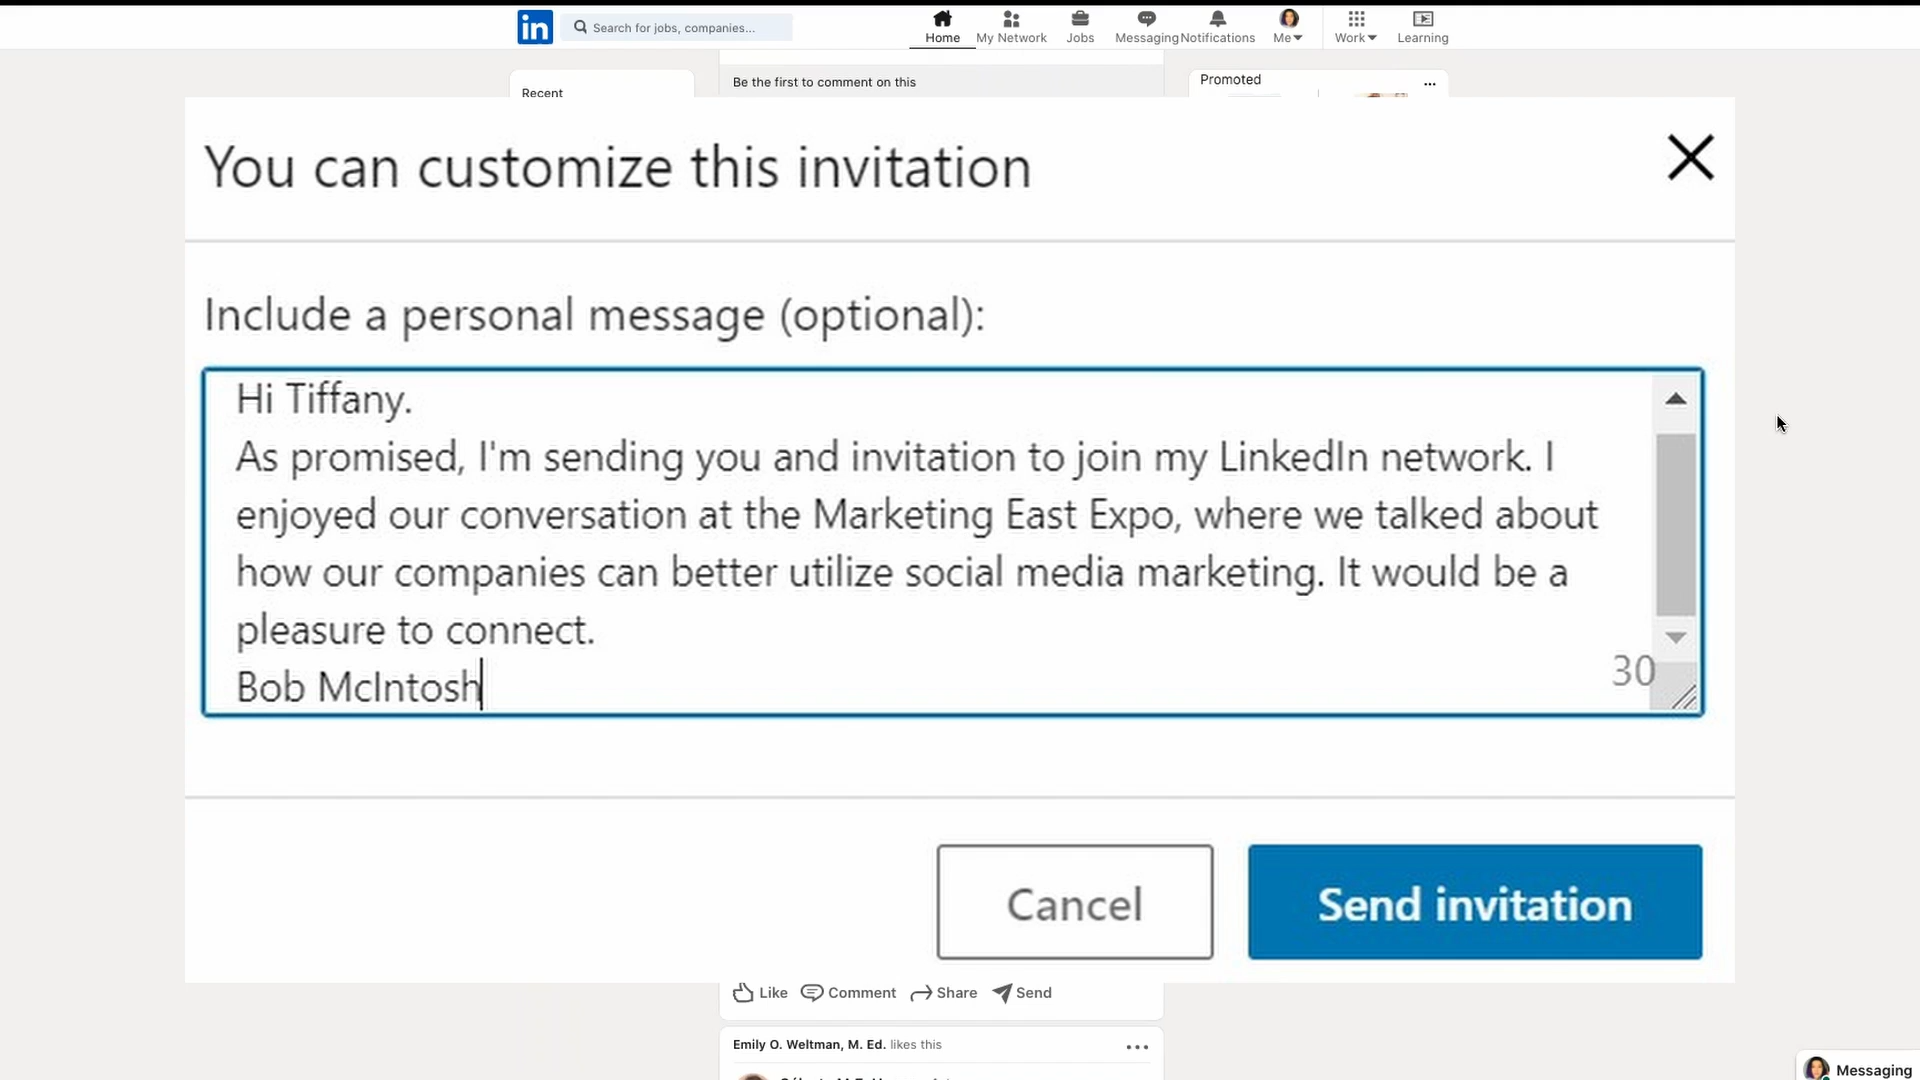 in
Search for jobs, companies...
Home
My Network
Jobs
Messaging
Notifications
Me
Work
Learning
Be the first to comment on this
Recent
Promoted
You can customize this invitation
Include a personal message (optional):
Hi Tiffany.
As promised, I'm sending you and invitation to join my LinkedIn network. I
enjoyed our conversation at the Marketing East Expo, where we talked about
how our companies can better utilize social media marketing. It would be a
pleasure to connect.
Bob McIntosh
30
Cancel
Send invitation
Like
Comment
Share
Send
Emily O. Weltman, M. Ed. likes this
Messaging